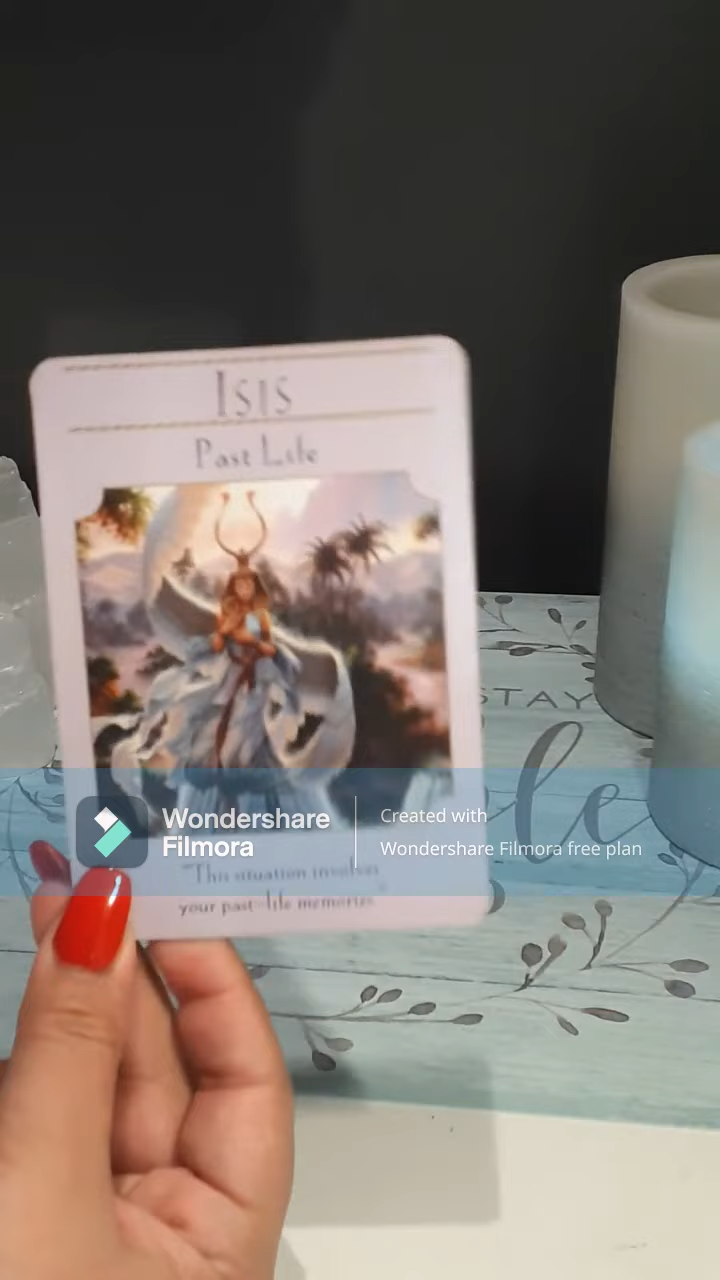 ISIS
Past Life
STAY
le
Wondershare
Filmora
Created with
Wondershare Filmora free plan
"This situation involves
your past-life memories."